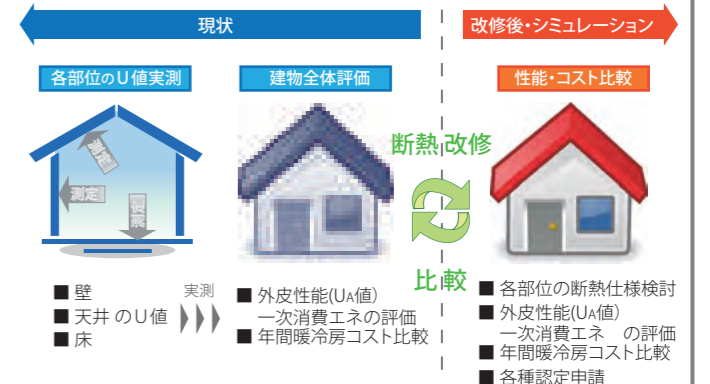 現状
改修後・シミュレーション
各部位のU値実測
建物全体評価
性能・コスト比較
測定
測定
測定
断熱 改修
比較
■ 壁
■ 天井 のU値
■ 床
実測
■ 外皮性能(UA値)
一次消費エネの評価
■ 年間暖冷房コスト比較
■ 各部位の断熱仕様検討
■ 外皮性能(UA値)
一次消費エネ の評価
■ 年間暖冷房コスト比較
■ 各種認定申請